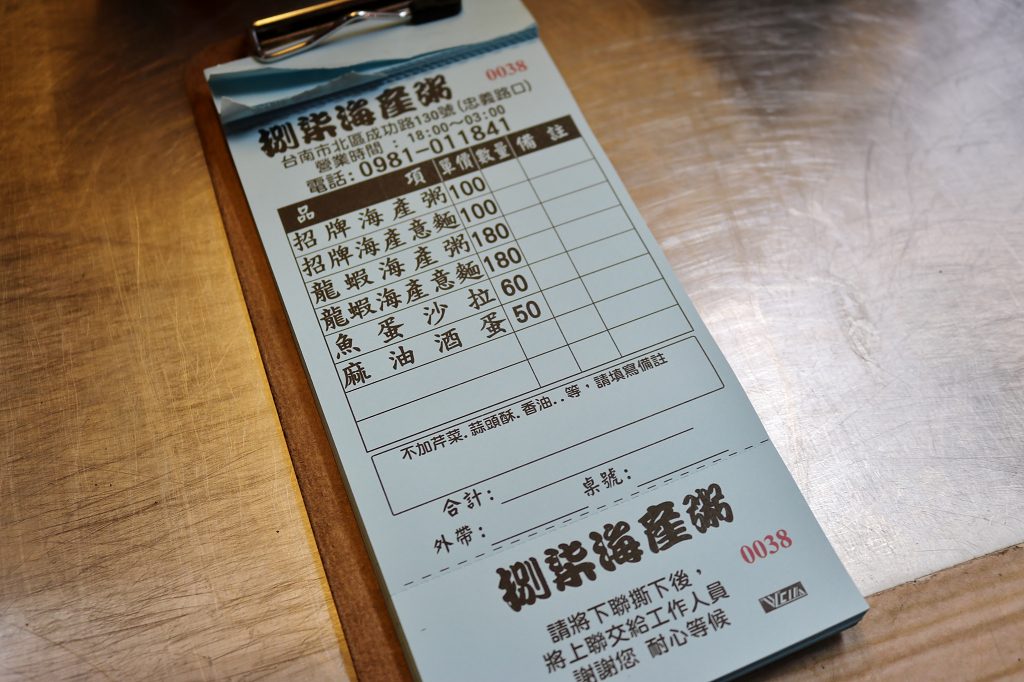 0038
捌柒海產粥
台南市北區成功路130號(忠義路口)
營業時間：18:00~03:00
電話：0981-011841
品項 單價 數量 備註
招牌海產粥 100
招牌海產意麵 100
龍蝦海產粥 180
龍蝦海產意麵 180
魚蛋沙拉 60
麻油酒蛋 50
不加芹菜.蒜頭酥.香油..等，請填寫備註
合計： 桌號：
外帶：
捌柒海產粥
0038
請將下聯撕下後，
將上聯交給工作人員
謝謝您 耐心等候